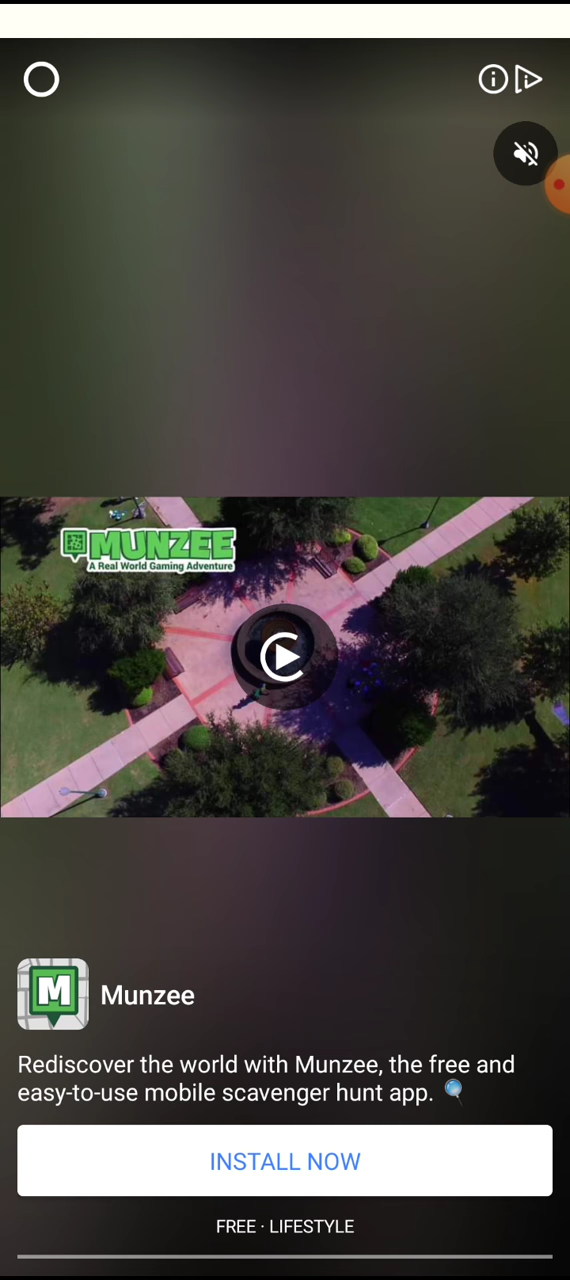 MUNZEE
A Real World Gaming Adventure
M
Munzee
Rediscover the world with Munzee, the free and
easy-to-use mobile scavenger hunt app.
INSTALL NOW
FREE · LIFESTYLE